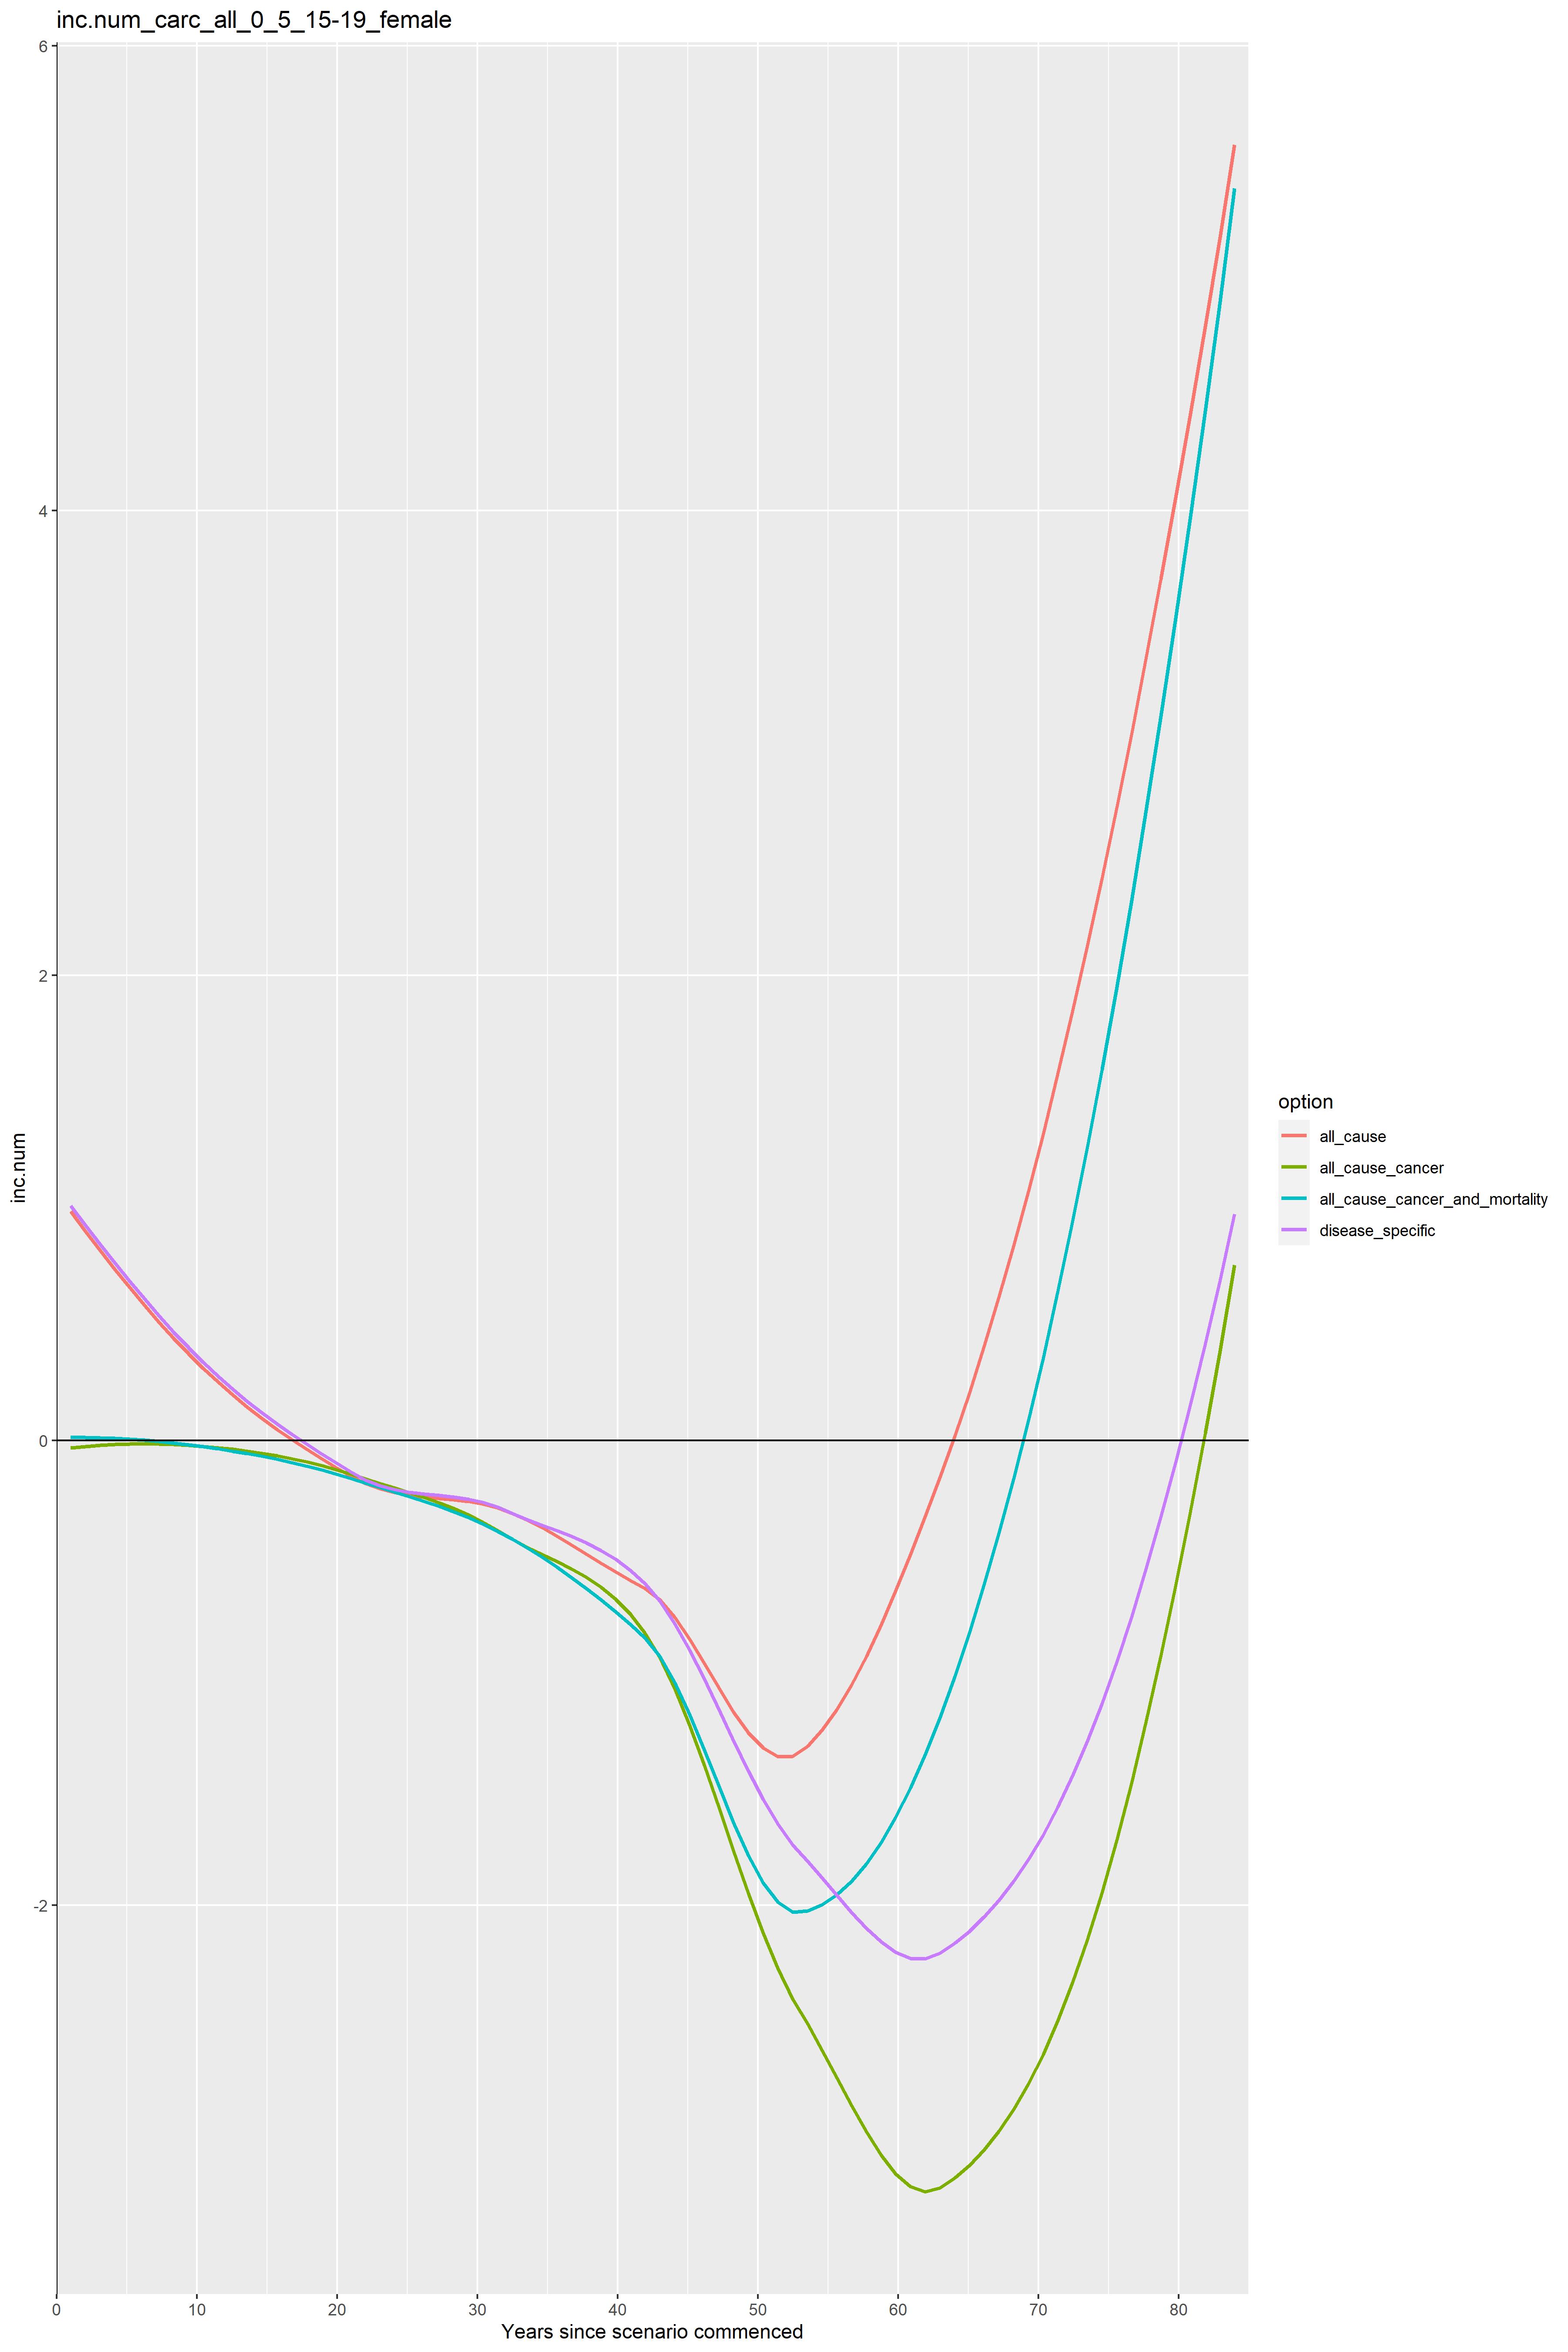 inc.num_carc_all_0_5_15-19_female
6
4
2
0
-2
inc.num
0 10 20 30 40 50 60 70 80
Years since scenario commenced
option
all_cause
all_cause_cancer
all_cause_cancer_and_mortality
disease_specific